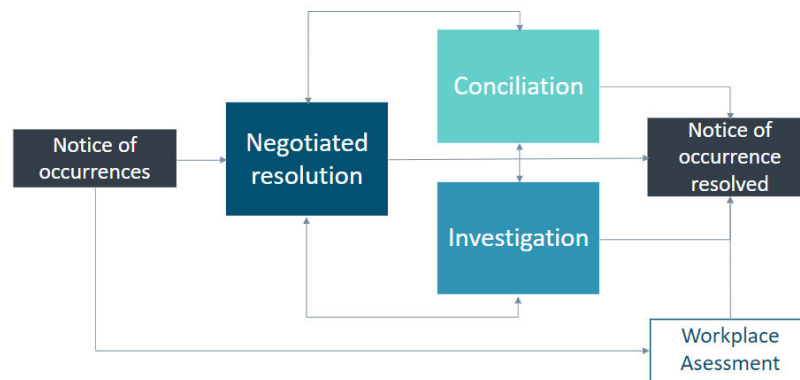 Notice of
occurrences
Negotiated
resolution
Conciliation
Investigation
Notice of
occurrence
resolved
Workplace
Asessment